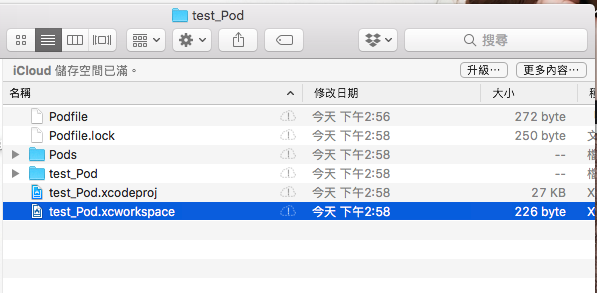 test_Pod
搜尋
iCloud 儲存空間已滿。 升級… 更多內容…
名稱 修改日期 大小
Podfile 今天 下午2:56 272 byte
Podfile.lock 今天 下午2:58 250 byte 文
Pods 今天 下午2:58 -- 檔
test_Pod 今天 下午2:58 -- 檔
test_Pod.xcodeproj 今天 下午2:58 27 KB X
test_Pod.xcworkspace 今天 下午2:58 226 byte X